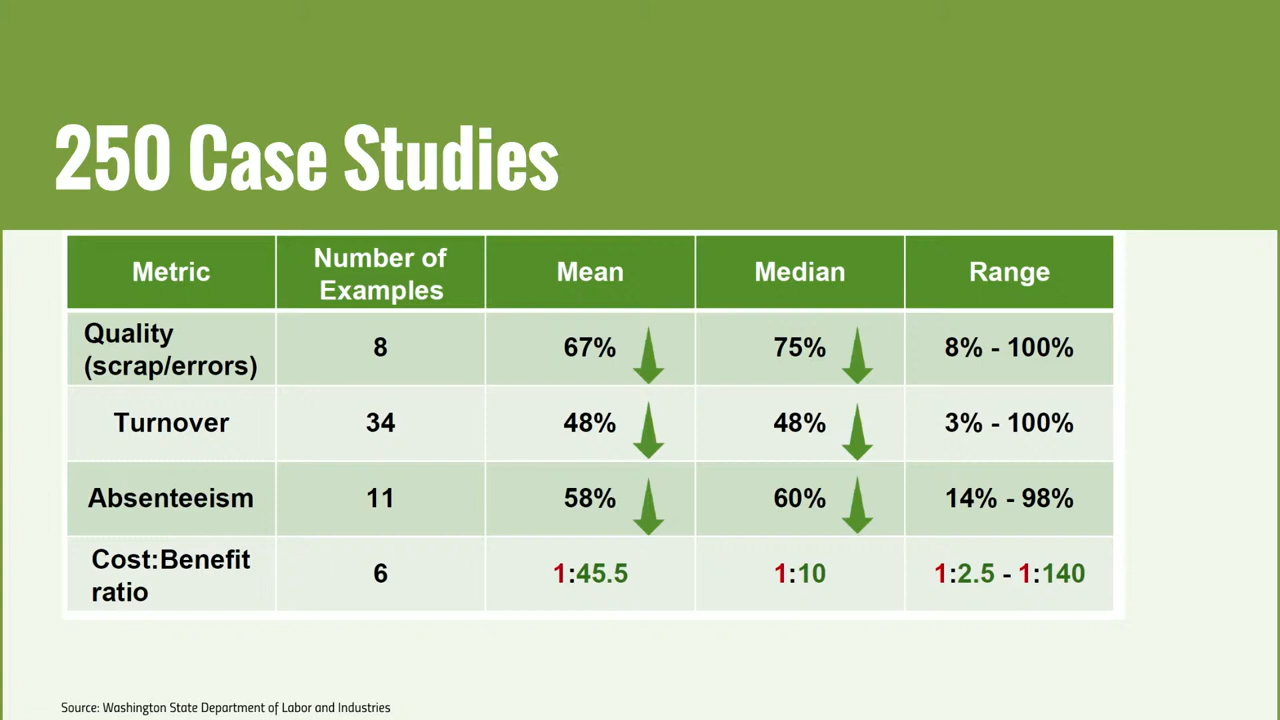 250 Case Studies
Metric
Number of
Examples
Mean
Median
Range
Quality
(scrap/errors)
8
67%
75%
8% - 100%
Turnover
34
48%
48%
3% - 100%
Absenteeism
11
58%
60%
14% - 98%
Cost:Benefit
ratio
6
1:45.5
1:10
1:2.5 - 1:140
Source: Washington State Department of Labor and Industries